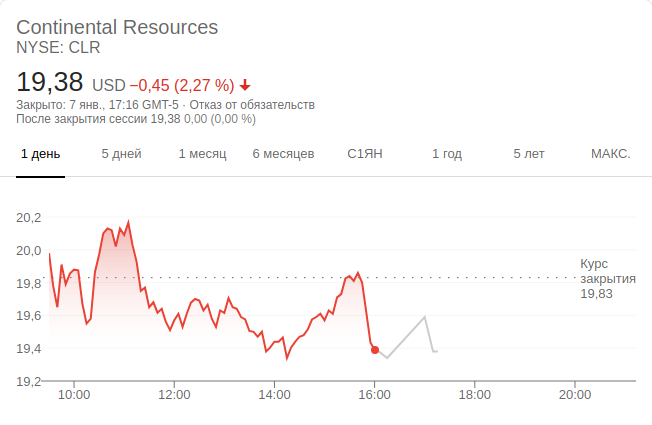 Continental Resources
NYSE: CLR
19,38 USD −0,45 (2,27 %)
Закрыто: 7 янв., 17:16 GMT-5 · Отказ от обязательств
После закрытия сессии 19,38 0,00 (0,00 %)
1 день 5 дней 1 месяц 6 месяцев С1ЯН 1 год 5 лет МАКС.
20,2
20,0
19,8
19,6
19,4
19,2
Курс
закрытия
19,83
10:00 12:00 14:00 16:00 18:00 20:00